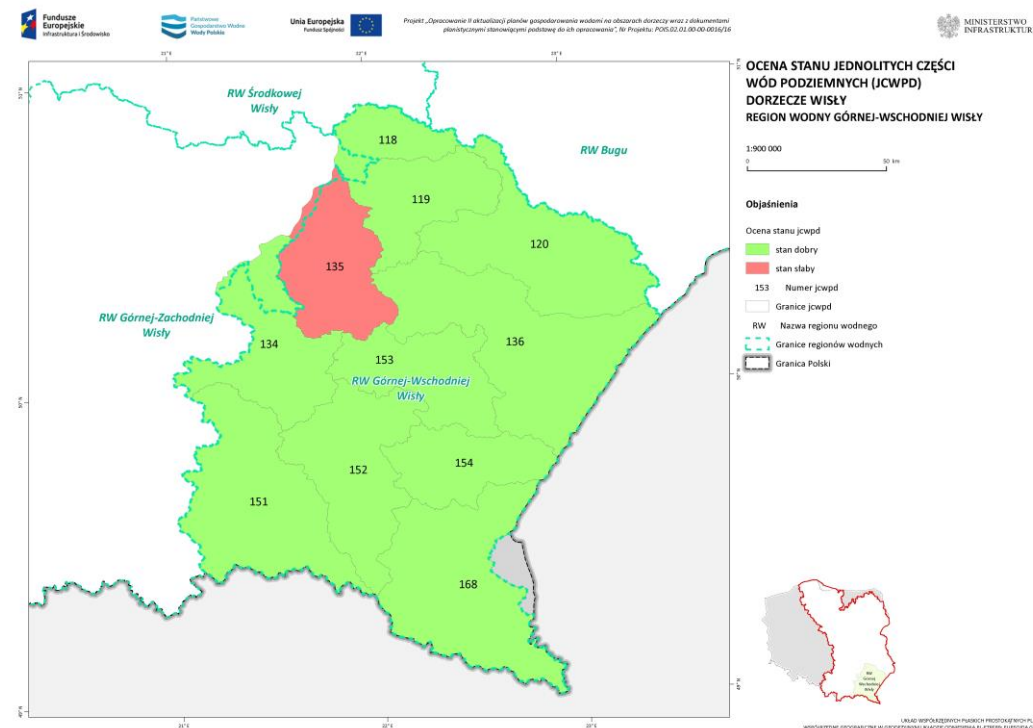 Fundusze
Europejskie
Infrastruktura i Środowisko
Państwowe
Gospodarstwo Wodne
Wody Polskie
Unia Europejska
Fundusz Spójności
Projekt „Opracowanie II aktualizacji planów gospodarowania wodami na obszarach dorzeczy wraz z dokumentami
planistycznymi stanowiącymi podstawę do ich opracowania", Nr Projektu: POIS.02.01.00-00-0016/16
MINISTERSTWO
INFRASTRUKTUR
OCENA STANU JEDNOLITYCH CZĘŚCI
WÓD PODZIEMNYCH (JCWPD)
DORZECZE WISŁY
REGION WODNY GÓRNEJ-WSCHODNIEJ WISŁY
1:900 000
0 50 km
Objaśnienia
Ocena stanu jcwpd
stan dobry
stan słaby
153 Numer jcwpd
Granice jcwpd
RW Nazwa regionu wodnego
Granice regionów wodnych
Granica Polski
RW Środkowej
Wisły
RW Bugu
118
119
120
135
RW Górnej-Zachodniej
Wisły
134
153
136
RW Górnej-Wschodniej
Wisły
152
154
151
168
RW
Górnej
Wschodniej
Wisły